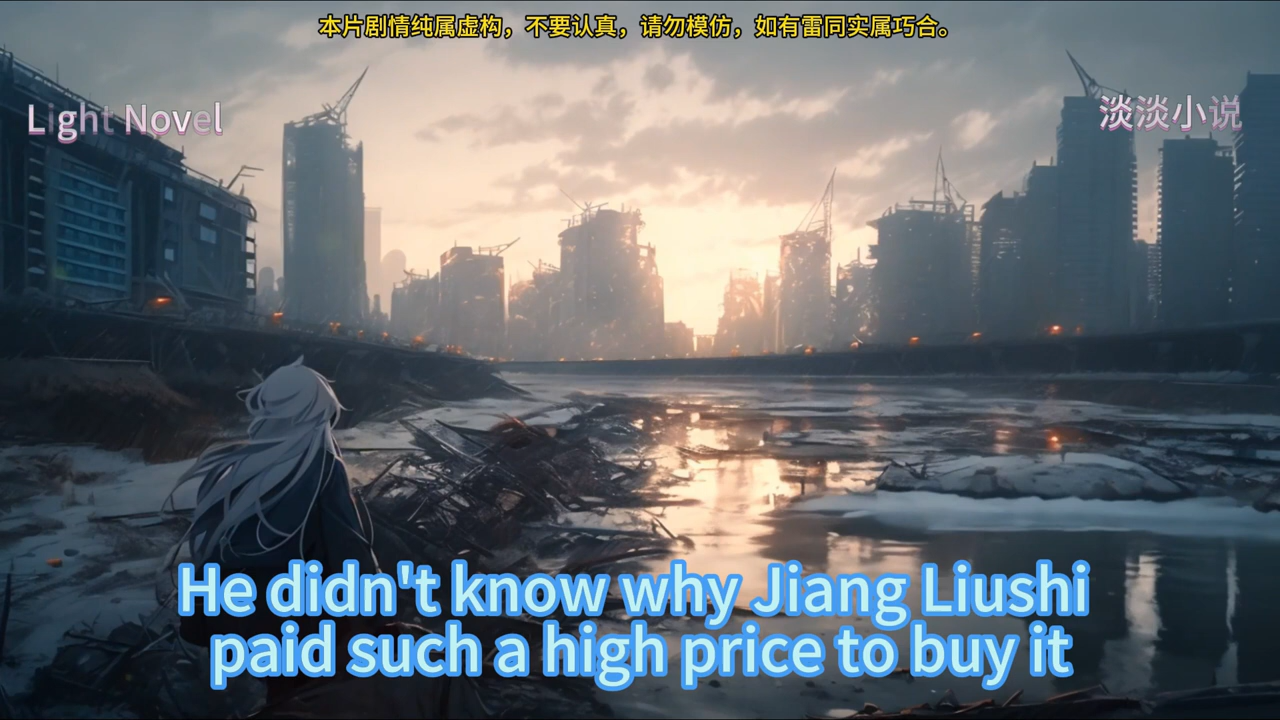 本片剧情纯属虚构，不要认真，请勿模仿，如有雷同实属巧合。
Light Novel
淡淡小说
He didn't know why Jiang Liushi
paid such a high price to buy it